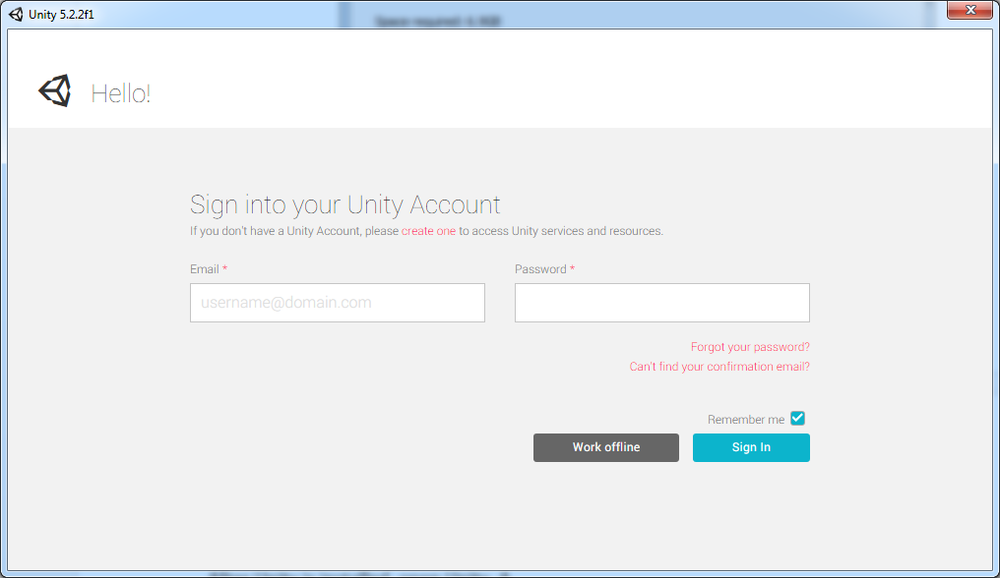 Unity 5.2.2f1
Hello!
Sign into your Unity Account
If you don't have a Unity Account, please create one to access Unity services and resources.
Email *
Password *
username@domain.com
Forgot your password?
Can't find your confirmation email?
Remember me
Work offline
Sign In